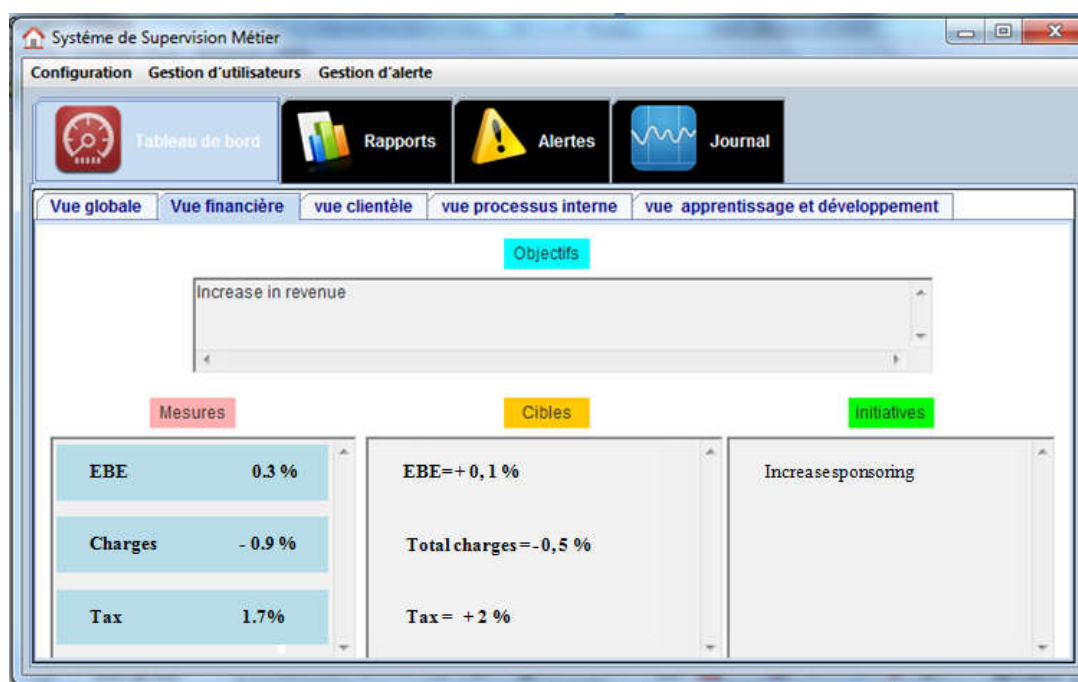 Systéme de Supervision Métier
Configuration Gestion d'utilisateurs Gestion d'alerte
Tableau de bord Rapports Alertes Journal
Vue globale Vue financière vue clientèle vue processus interne vue apprentissage et développement
Objectifs
Increase in revenue
Mesures Cibles initiatives
EBE 0.3 % EBE=+ 0,1 % Increase sponsoring
Charges - 0.9 % Total charges=-0,5 %
Tax 1.7% Tax = +2 %